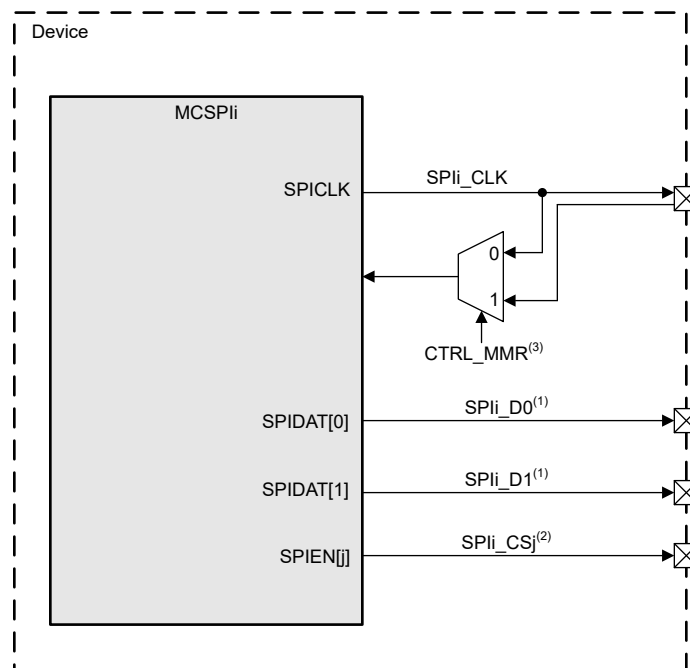 Device
MCSPIi
SPICLK
SPIi_CLK
0
1
CTRL_MMR(3)
SPIDAT[0]
SPIi_D0(1)
SPIDAT[1]
SPIi_D1(1)
SPIEN[j]
SPIi_CSj(2)